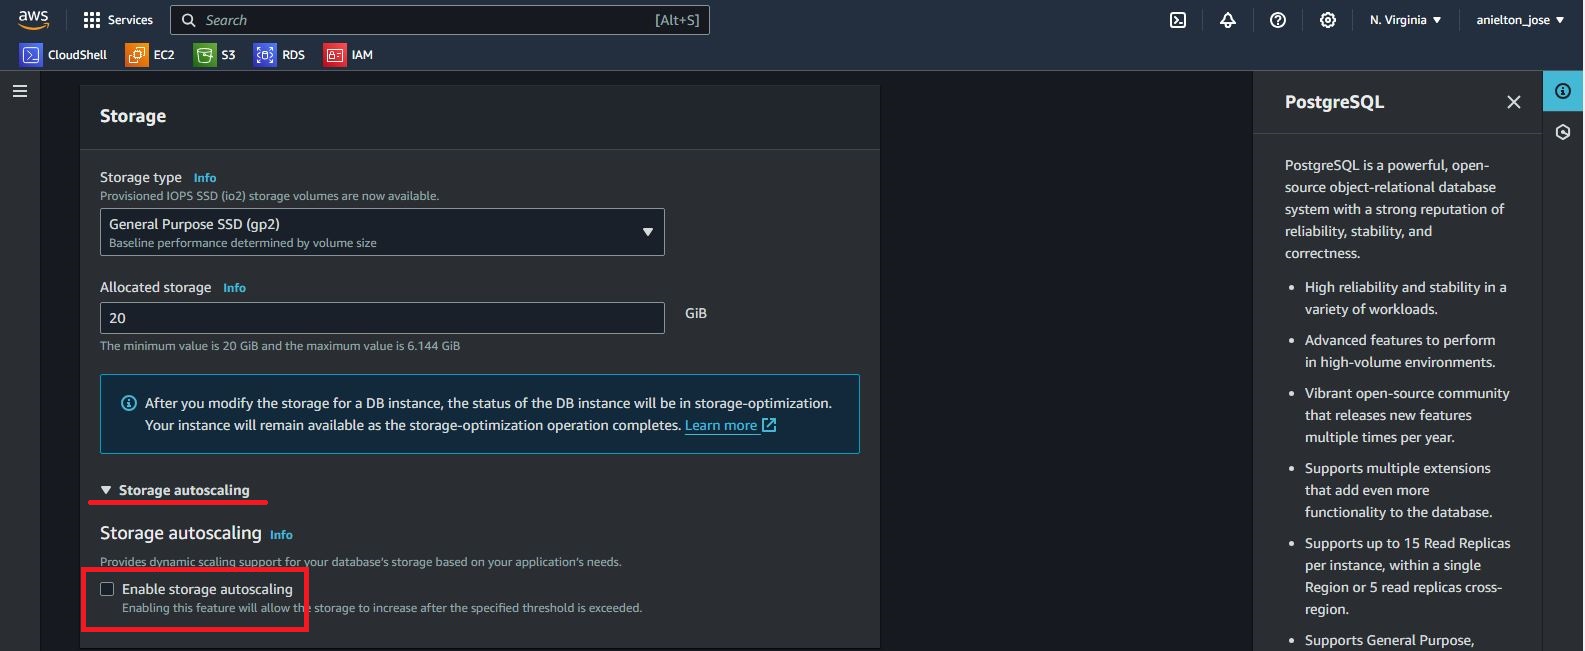 aws
Services
Search
[Alt+S]
N. Virginia
anielton_jose
CloudShell
EC2
S3
RDS
IAM
Storage
Storage type Info
Provisioned IOPS SSD (io2) storage volumes are now available.
General Purpose SSD (gp2)
Baseline performance determined by volume size
Allocated storage Info
20
GiB
The minimum value is 20 GiB and the maximum value is 6.144 GiB
After you modify the storage for a DB instance, the status of the DB instance will be in storage-optimization.
Your instance will remain available as the storage-optimization operation completes. Learn more
Storage autoscaling
Storage autoscaling Info
Provides dynamic scaling support for your database's storage based on your application's needs.
Enable storage autoscaling
Enabling this feature will allow the storage to increase after the specified threshold is exceeded.
PostgreSQL
PostgreSQL is a powerful, open-
source object-relational database
system with a strong reputation of
reliability, stability, and
correctness.
• High reliability and stability in a
variety of workloads.
• Advanced features to perform
in high-volume environments.
• Vibrant open-source community
that releases new features
multiple times per year.
• Supports multiple extensions
that add even more
functionality to the database.
• Supports up to 15 Read Replicas
per instance, within a single
Region or 5 read replicas cross-
region.
• Supports General Purpose,